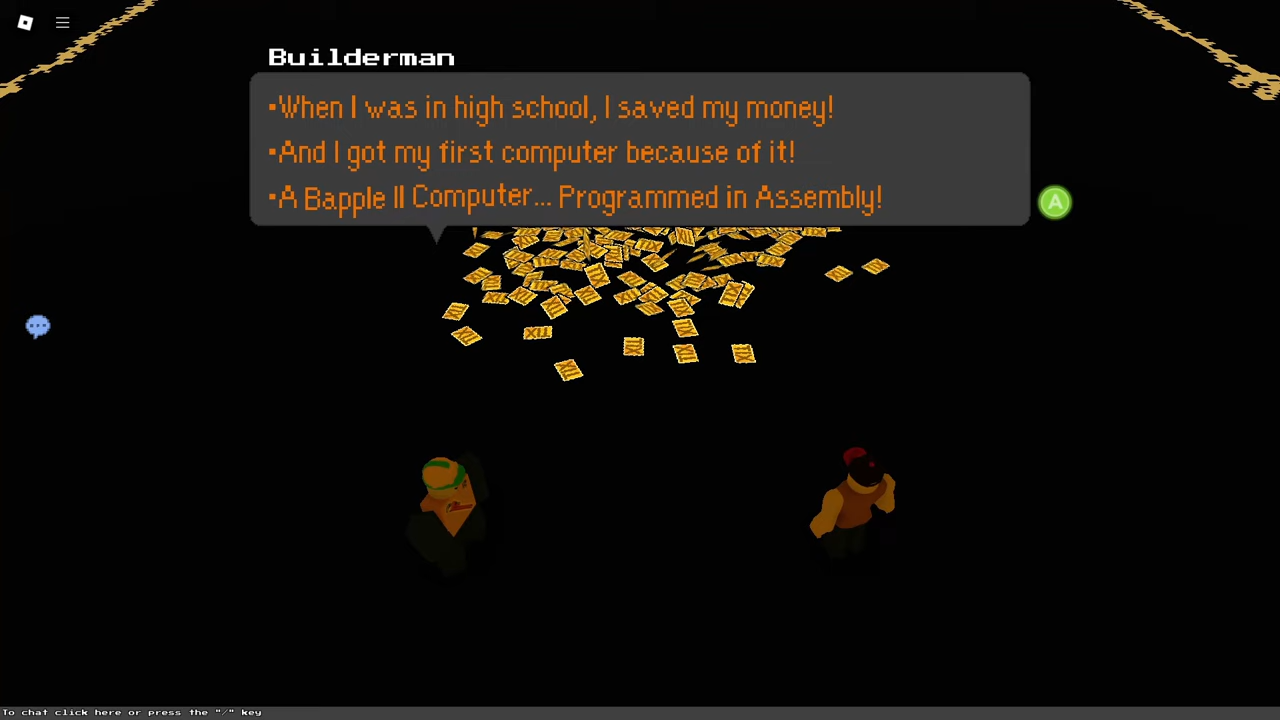 Builderman
•When I was in high school, I saved my money!
•And I got my first computer because of it!
•A Bapple II Computer... Programmed in Assembly!
A
To chat click here or press the "/" key